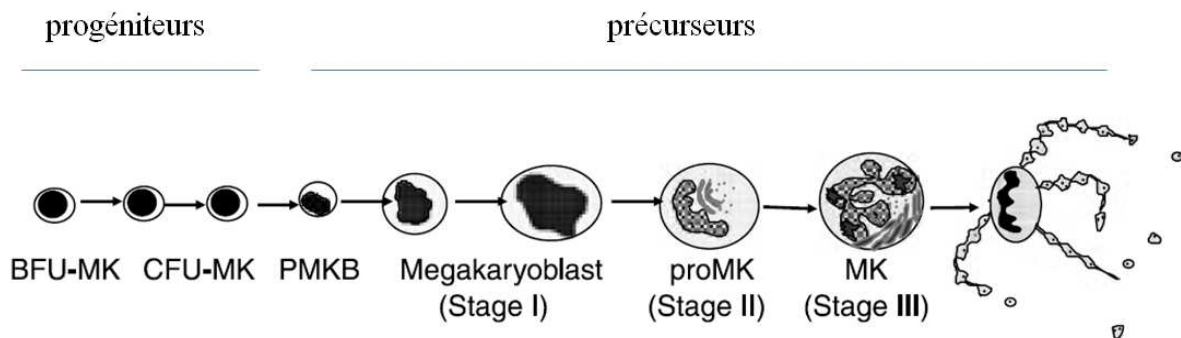 progéniteurs précurseurs
BFU-MK CFU-MK PMKB Megakaryoblast proMK MK
(Stage I) (Stage II) (Stage III)